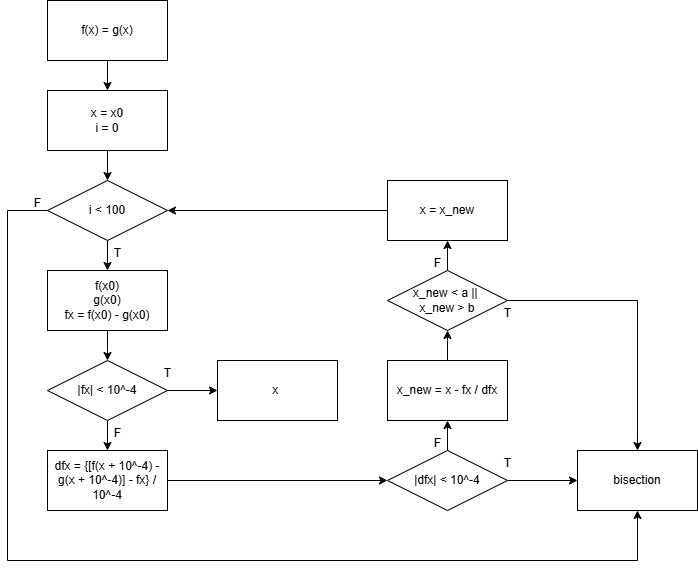 f(x) = g(x)
x = x0
i = 0
F
i < 100
x = x_new
T
F
f(x0)
g(x0)
fx = f(x0) - g(x0)
x_new < a ||
x_new > b
T
T
|fx| < 10^-4
x
x_new = x - fx / dfx
F
F
T
dfx = {[f(x + 10^-4) -
g(x + 10^-4)] - fx} /
10^-4
|dfx| < 10^-4
bisection